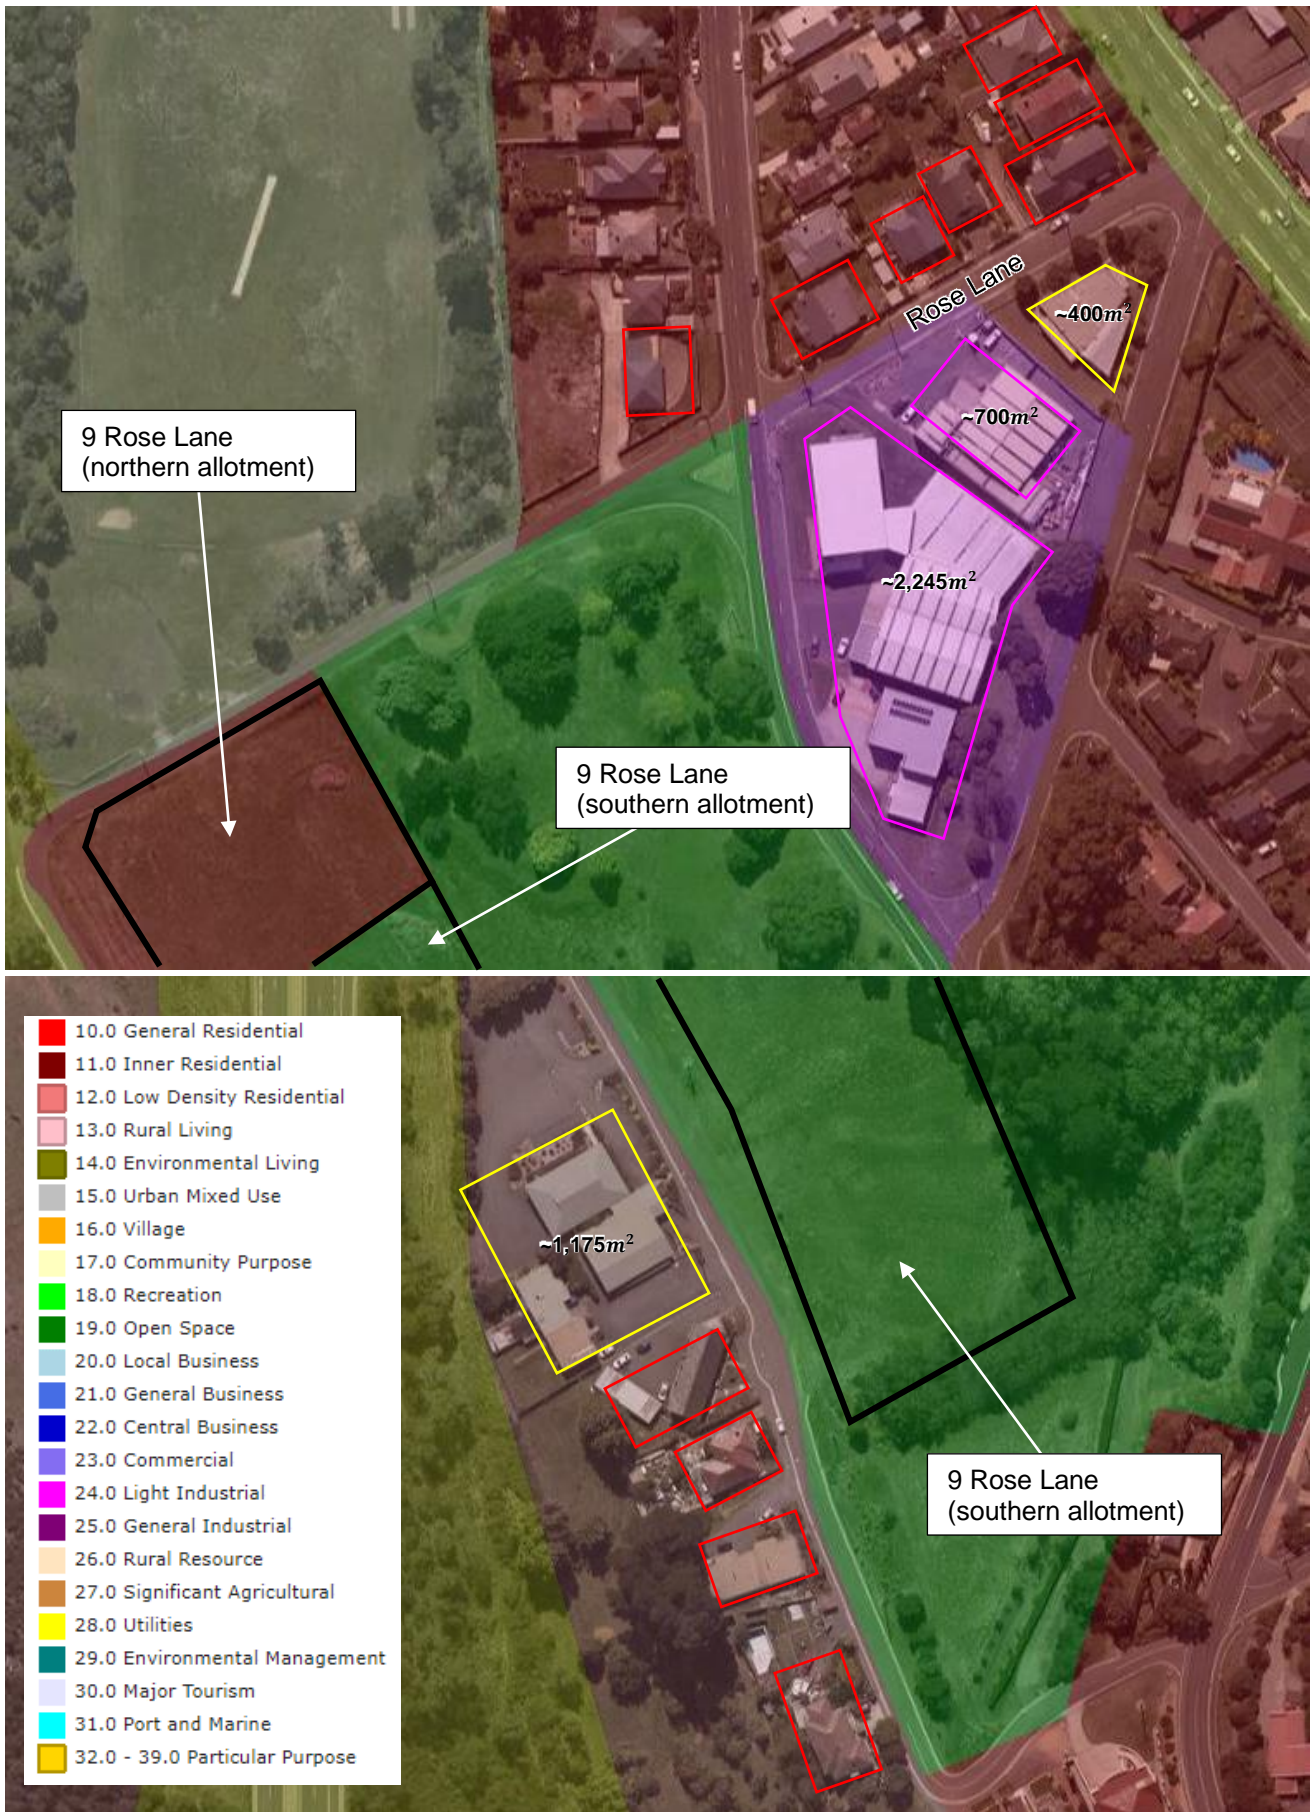 Rose Lane
~400m²
~700m²
9 Rose Lane
(northern allotment)
~2,245m²
9 Rose Lane
(southern allotment)
10.0 General Residential
11.0 Inner Residential
12.0 Low Density Residential
13.0 Rural Living
14.0 Environmental Living
15.0 Urban Mixed Use
16.0 Village
17.0 Community Purpose
18.0 Recreation
19.0 Open Space
20.0 Local Business
21.0 General Business
22.0 Central Business
23.0 Commercial
24.0 Light Industrial
25.0 General Industrial
26.0 Rural Resource
27.0 Significant Agricultural
28.0 Utilities
29.0 Environmental Management
30.0 Major Tourism
31.0 Port and Marine
32.0 - 39.0 Particular Purpose
~1,175m²
9 Rose Lane
(southern allotment)